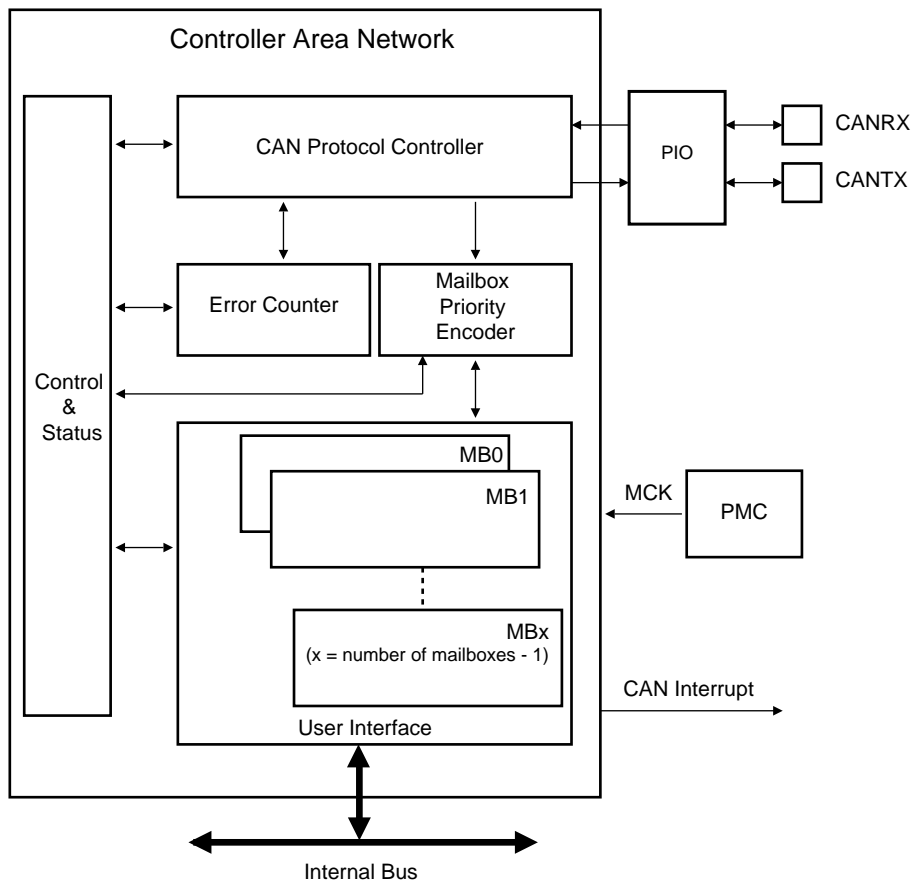 Controller Area Network
CAN Protocol Controller
PIO
CANRX
CANTX
Error Counter
Mailbox
Priority
Encoder
Control
&
Status
MB0
MB1
MCK
PMC
MBx
(x = number of mailboxes - 1)
CAN Interrupt
User Interface
Internal Bus